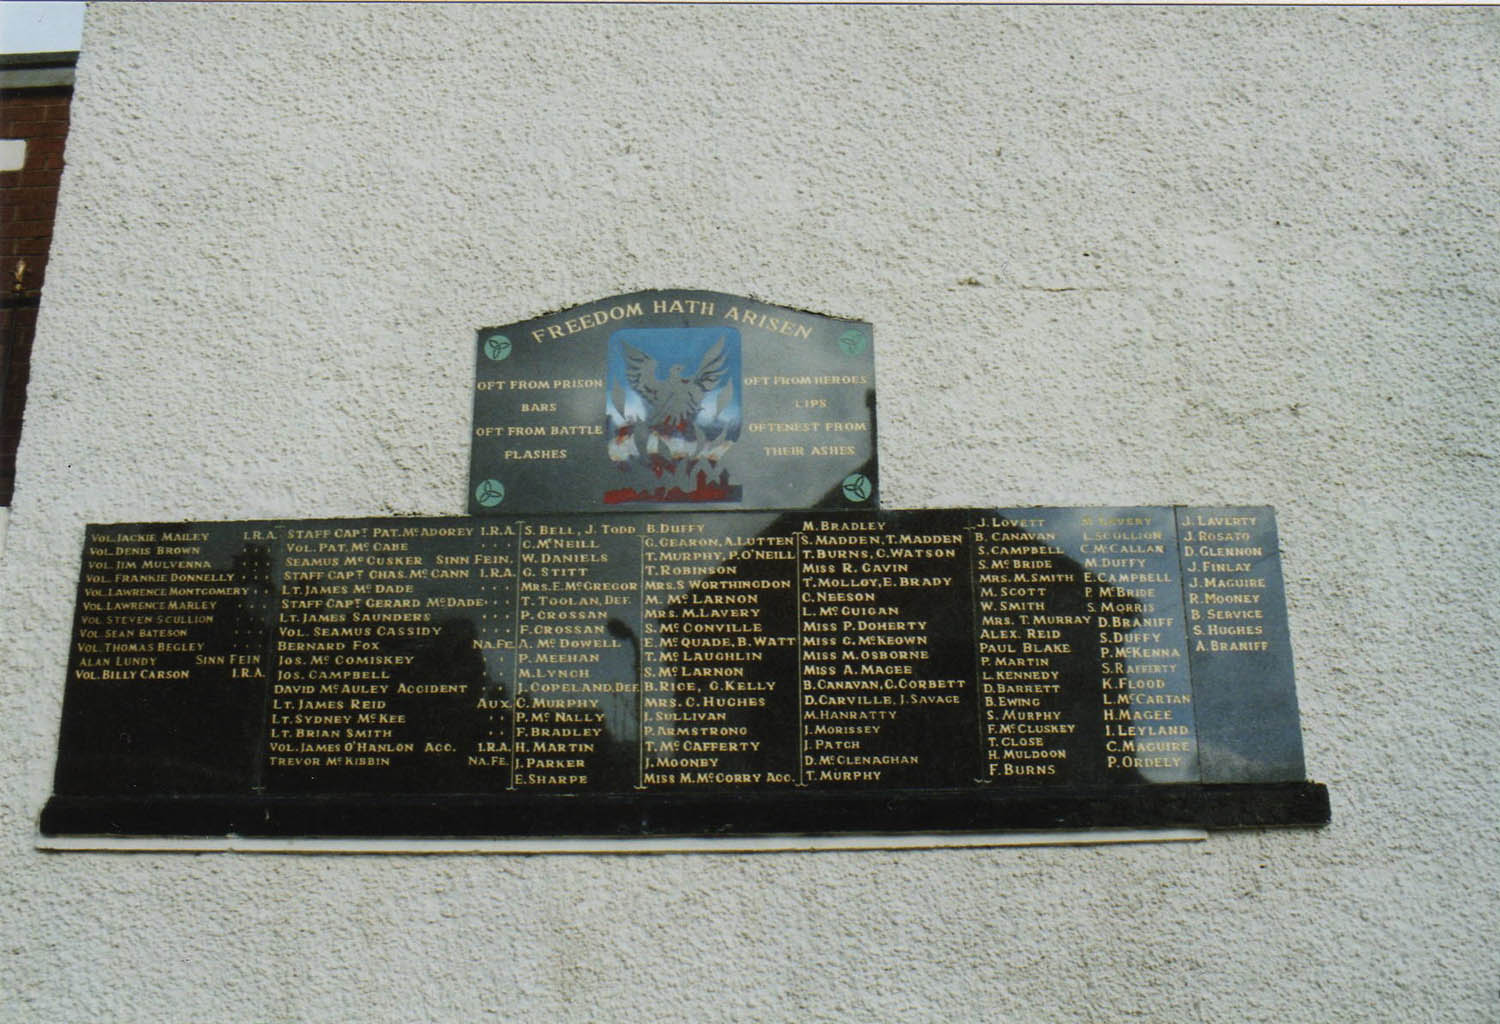 FREEDOM HATH ARISEN
OFT FROM PRISON
BARS
OFT FROM BATTLE
FLASHES
OFT FROM HEROES
LIPS
OFTENEST FROM
THEIR ASHES
VOL. JACKIE MAILEY I.R.A.
VOL. DENIS BROWN " " "
VOL. JIM MULVENNA " " "
VOL. FRANKIE DONNELLY " " "
VOL. LAWRENCE MONTGOMERY " " "
VOL. LAWRENCE MARLEY " " "
VOL STEVEN SCULLION " " "
VOL. SEAN BATESON " " "
VOL. THOMAS BEGLEY " " "
ALAN LUNDY SINN FEIN
VOL. BILLY CARSON I.R.A.
STAFF CAPT PAT. MCADOREY I.R.A.
VOL. PAT. MCCABE " " "
SEAMUS MCCUSKER SINN FEIN.
STAFF CAPT CHAS. MCCANN I.R.A.
LT. JAMES MCDADE " " "
STAFF CAPT GERARD MCDADE " " "
LT. JAMES SAUNDERS " " "
VOL. SEAMUS CASSIDY " " "
BERNARD FOX NA.FE.
JOS. MCCOMISKEY " "
JOS. CAMPBELL " "
DAVID MCAULEY ACCIDENT " "
LT. JAMES REID AUX.
LT. SYDNEY MCKEE " "
LT. BRIAN SMITH " "
VOL. JAMES O'HANLON ACC. I.R.A.
TREVOR MCKIBBIN NA.FE.
S. BELL, J. TODD
C. MCNEILL
W. DANIELS
G. STITT
MRS. E. MCGREGOR
T. TOOLAN, DEF.
P. CROSSAN
F. CROSSAN
A. MCDOWELL
P. MEEHAN
M. LYNCH
J. COPELAND, DEF.
C. MURPHY
P. MCNALLY
F. BRADLEY
H. MARTIN
J. PARKER
E. SHARPE
B. DUFFY
G. GEARON, A. LUTTEN
T. MURPHY, P. O'NEILL
T. ROBINSON
MRS. S WORTHINGDON
M. MCLARNON
MRS. M. LAVERY
S. MCCONVILLE
E. MCQUADE, B. WATT
T. MCLAUGHLIN
S. MCLARNON
B. RICE, G. KELLY
MRS. C. HUGHES
J. SULLIVAN
P. ARMSTRONG
T. MCCAFFERTY
J. MOONEY
MISS M. MCCORRY ACC.
M. BRADLEY
S. MADDEN, T. MADDEN
T. BURNS, C. WATSON
MISS R. GAVIN
T. MOLLOY, E. BRADY
C. NEESON
L. MCGUIGAN
MISS P. DOHERTY
MISS G. MCKEOWN
MISS M. OSBORNE
MISS A. MAGEE
B. CANAVAN, G. CORBETT
D. CARVILLE, J. SAVAGE
M. HANRATTY
J. MORISSEY
J. PATCH
D. MCCLENAGHAN
T. MURPHY
J. LOVETT
B. CANAVAN
S. CAMPBELL
S. MCBRIDE
MRS. M. SMITH
M. SCOTT
W. SMITH
MRS. T. MURRAY
ALEX. REID
PAUL BLAKE
P. MARTIN
L. KENNEDY
D. BARRETT
B. EWING
S. MURPHY
F. MCCLUSKEY
T. CLOSE
H. MULDOON
F. BURNS
L. SCULLION
C. MCCALLAN
M. DUFFY
E. CAMPBELL
P. MCBRIDE
S. MORRIS
D. BRANIFF
S. DUFFY
P. MCKENNA
S. RAFFERTY
K. FLOOD
L. MCCARTAN
H. MAGEE
I. LEYLAND
C. MAGUIRE
P. ORDELY
J. LAVERTY
J. ROSATO
D. GLENNON
J. FINLAY
J. MAGUIRE
R. MOONEY
B. SERVICE
S. HUGHES
A. BRANIFF